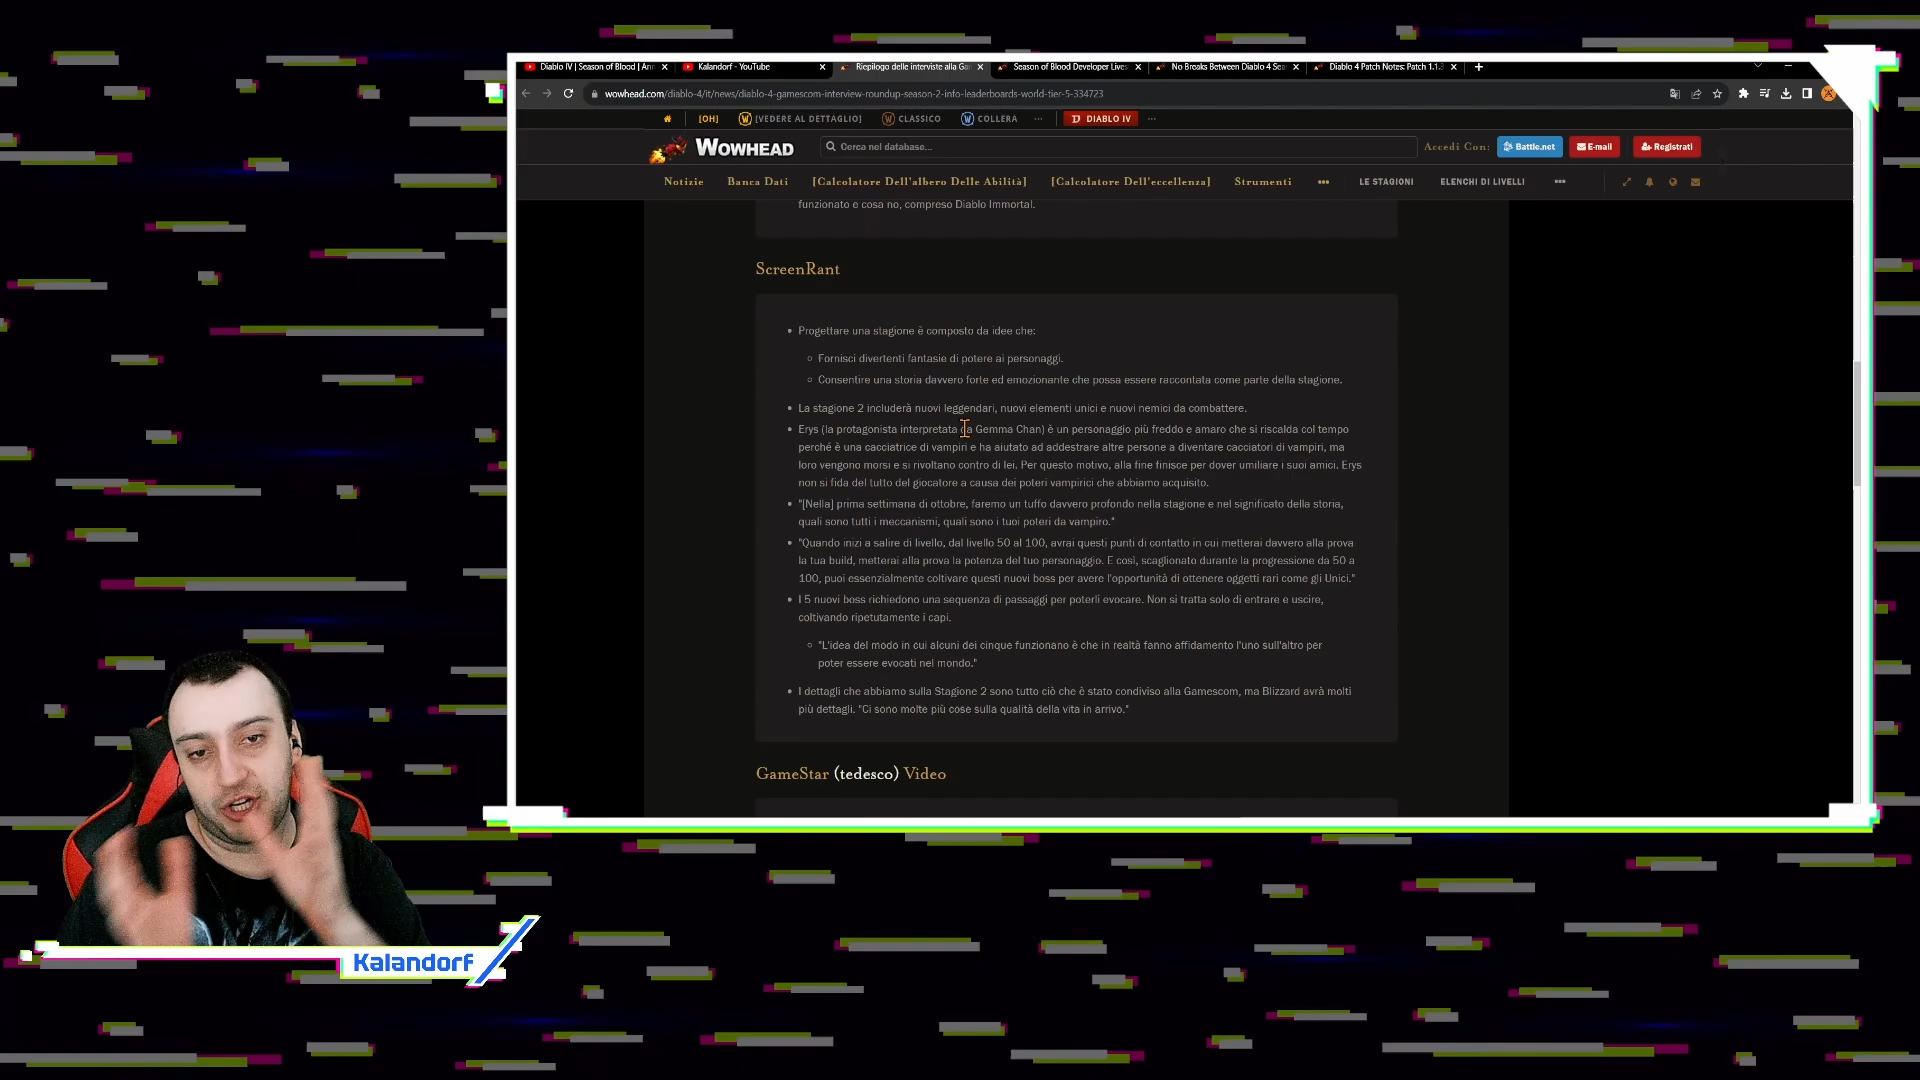 Diablo IV | Season of Blood | Ann
Kalandorf - YouTube
Riepilogo delle interviste alla Gam
Season of Blood Developer Lives
No Breaks Between Diablo 4 Sea
Diablo 4 Patch Notes: Patch 1.1.3
wowhead.com/diablo-4/it/news/diablo-4-gamescom-interview-roundup-season-2-info-leaderboards-world-tier-5-334723
[OH] [VEDERE AL DETTAGLIO] CLASSICO COLLERA ··· DIABLO IV ···
WOWHEAD
Cerca nel database...
Accedi Con: Battle.net E-mail Registrati
Notizie Banca Dati [Calcolatore Dell'albero Delle Abilità] [Calcolatore Dell'eccellenza] Strumenti ••• LE STAGIONI ELENCHI DI LIVELLI •••
funzionato e cosa no, compreso Diablo Immortal.
ScreenRant
Progettare una stagione è composto da idee che:
Fornisci divertenti fantasie di potere ai personaggi.
Consentire una storia davvero forte ed emozionante che possa essere raccontata come parte della stagione.
La stagione 2 includerà nuovi leggendari, nuovi elementi unici e nuovi nemici da combattere.
Erys (la protagonista interpretata da Gemma Chan) è un personaggio più freddo e amaro che si riscalda col tempo
perché è una cacciatrice di vampiri e ha aiutato ad addestrare altre persone a diventare cacciatori di vampiri, ma
loro vengono morsi e si rivoltano contro di lei. Per questo motivo, alla fine finisce per dover umiliare i suoi amici. Erys
non si fida del tutto del giocatore a causa dei poteri vampirici che abbiamo acquisito.
"[Nella] prima settimana di ottobre, faremo un tuffo davvero profondo nella stagione e nel significato della storia,
quali sono tutti i meccanismi, quali sono i tuoi poteri da vampiro."
"Quando inizi a salire di livello, dal livello 50 al 100, avrai questi punti di contatto in cui metterai davvero alla prova
la tua build, metterai alla prova la potenza del tuo personaggio. E così, scaglionato durante la progressione da 50 a
100, puoi essenzialmente coltivare questi nuovi boss per avere l'opportunità di ottenere oggetti rari come gli Unici."
I 5 nuovi boss richiedono una sequenza di passaggi per poterli evocare. Non si tratta solo di entrare e uscire,
coltivando ripetutamente i capi.
"L'idea del modo in cui alcuni dei cinque funzionano è che in realtà fanno affidamento l'uno sull'altro per
poter essere evocati nel mondo."
I dettagli che abbiamo sulla Stagione 2 sono tutto ciò che è stato condiviso alla Gamescom, ma Blizzard avrà molti
più dettagli. "Ci sono molte più cose sulla qualità della vita in arrivo."
GameStar (tedesco) Video
Kalandorf